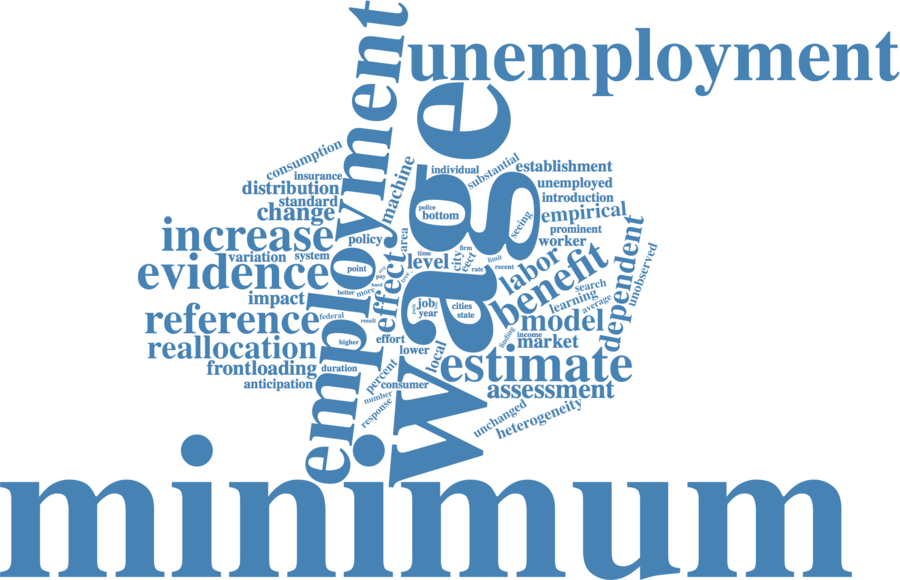 employment
unemployment
wage
consumption
insurance
distribution
standard
change
increase
variation
system
evidence
impact
reference
federal
reallocation
frontloading
anticipation
machine
individual
substantial
establishment
unemployed
introduction
empirical
prominent
worker
police
bottom
seeing
policy
area
time
level
city
firm
limit
recent
rate
point
pay
hard
better
more
effect
job
year
cities
state
labor
benefit
dependent
unobserved
search
learning
average
model
income
market
finding
result
higher
effort
lower
local
estimate
assessment
duration
percent
consumer
number
response
unchanged
heterogeneity
minimum